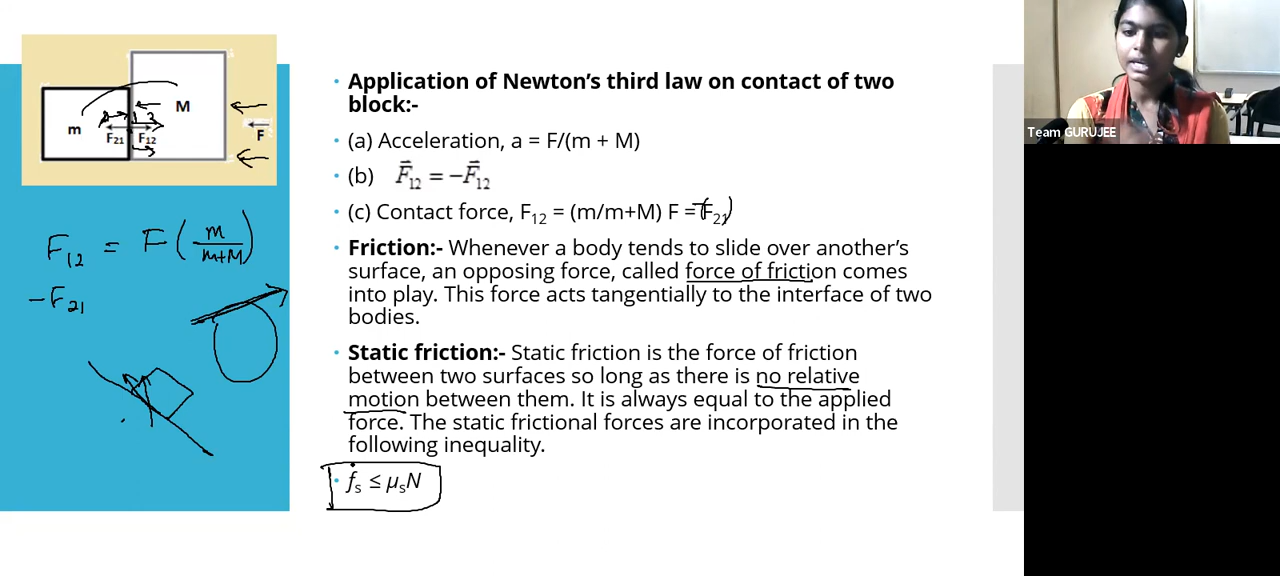 m
M
F21
F12
F
F12 = F ( m / m+M )
-F21
• Application of Newton's third law on contact of two
block:-
• (a) Acceleration, a = F/(m + M)
• (b) F⃗12 = −F⃗12
• (c) Contact force, F12 = (m/m+M) F = -(F21)
• Friction:- Whenever a body tends to slide over another's
surface, an opposing force, called force of friction comes
into play. This force acts tangentially to the interface of two
bodies.
• Static friction:- Static friction is the force of friction
between two surfaces so long as there is no relative
motion between them. It is always equal to the applied
force. The static frictional forces are incorporated in the
following inequality.
• fs ≤ μsN
Team GURUJEE